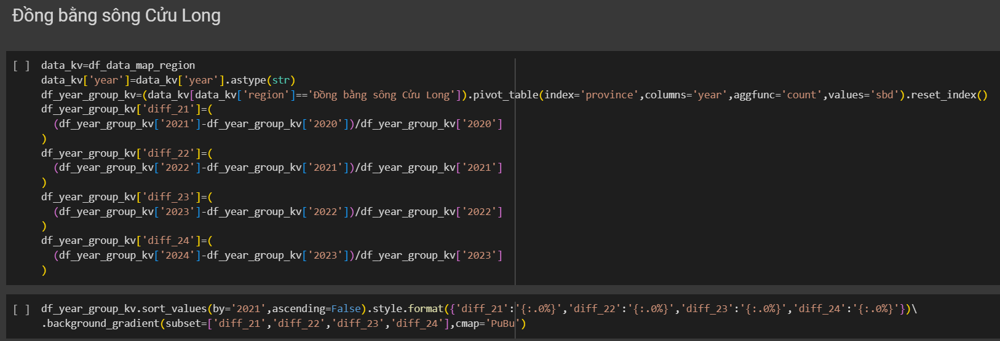 Đồng bằng sông Cửu Long
[ ] data_kv=df_data_map_region
data_kv['year']=data_kv['year'].astype(str)
df_year_group_kv=(data_kv[data_kv['region']=='Đồng bằng sông Cửu Long']).pivot_table(index='province',columns='year',aggfunc='count',values='sbd').reset_index()
df_year_group_kv['diff_21']=(
(df_year_group_kv['2021']-df_year_group_kv['2020'])/df_year_group_kv['2020']
)
df_year_group_kv['diff_22']=(
(df_year_group_kv['2022']-df_year_group_kv['2021'])/df_year_group_kv['2021']
)
df_year_group_kv['diff_23']=(
(df_year_group_kv['2023']-df_year_group_kv['2022'])/df_year_group_kv['2022']
)
df_year_group_kv['diff_24']=(
(df_year_group_kv['2024']-df_year_group_kv['2023'])/df_year_group_kv['2023']
)
[ ] df_year_group_kv.sort_values(by='2021',ascending=False).style.format({'diff_21':'{:.0%}','diff_22':'{:.0%}','diff_23':'{:.0%}','diff_24':'{:.0%}'})\
.background_gradient(subset=['diff_21','diff_22','diff_23','diff_24'],cmap='PuBu')